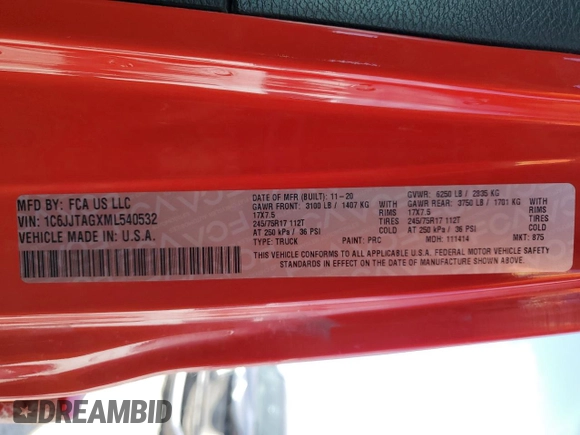 MFD BY: FCA US LLC
VIN: 1C6JJTAGXML540532
VEHICLE MADE IN: U.S.A.
DATE OF MFR (BUILT): 11-20 GVWR: 6250 LB / 2835 KG
GAWR FRONT: 3100 LB / 1407 KG GAWR REAR: 3750 LB / 1701 KG
17X7.5 RIMS 17X7.5 RIMS
245/75R17 112T TIRES 245/75R17 112T TIRES
AT 250 kPa / 36 PSI COLD AT 250 kPa / 36 PSI COLD
TYPE: TRUCK PAINT: PRC MDH: 111414 MKT: 875
THIS VEHICLE CONFORMS TO ALL APPLICABLE U.S.A. FEDERAL MOTOR VEHICLE SAFETY
STANDARDS IN EFFECT ON THE DATE OF MANUFACTURE SHOWN ABOVE.
DREAMBID